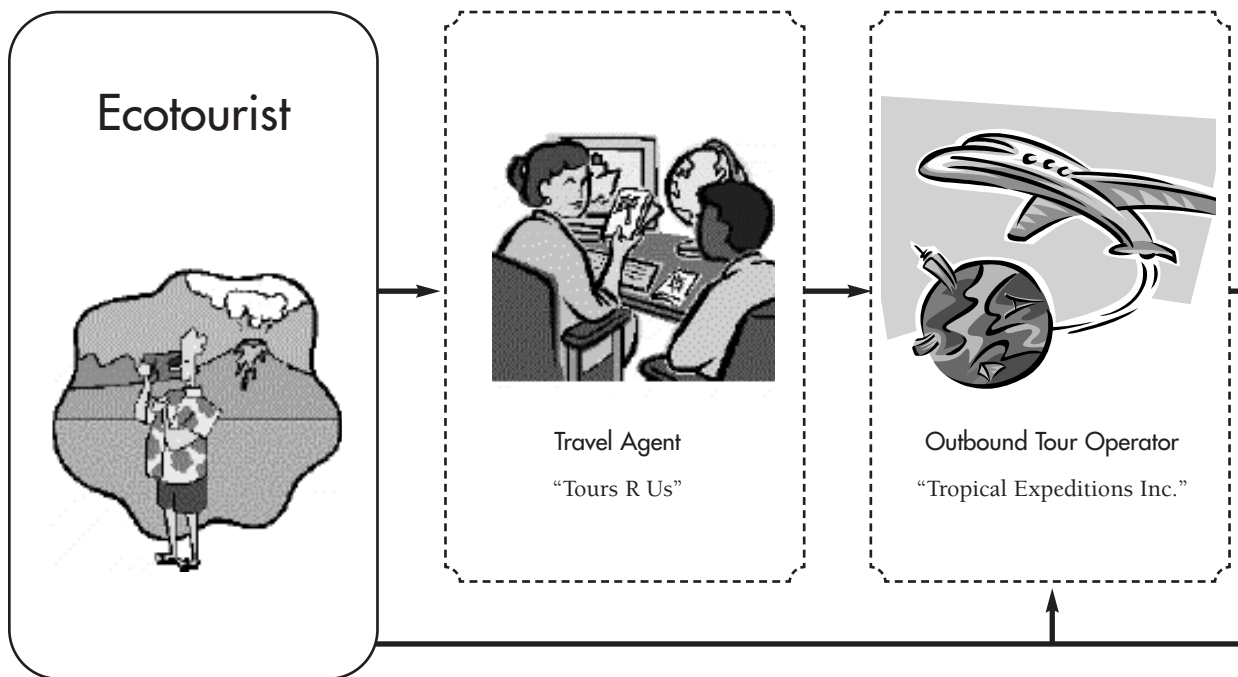 Ecotourist
Travel Agent
“Tours R Us”
Outbound Tour Operator
“Tropical Expeditions Inc.”